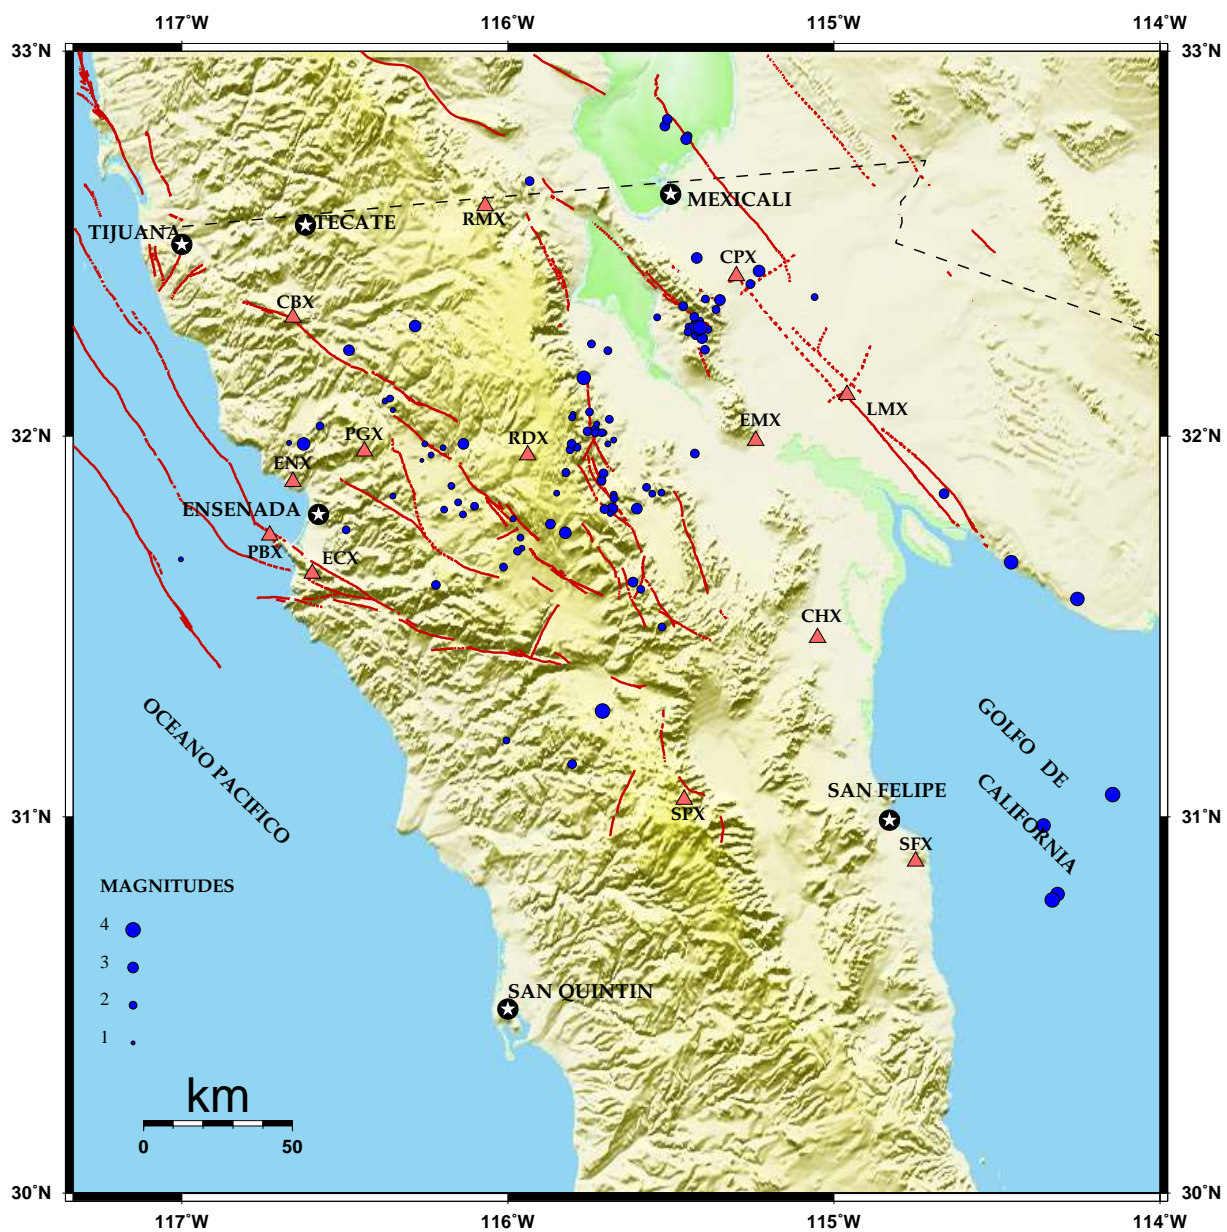 117°W 116°W 115°W 114°W
33°N 33°N
MEXICALI
RMX
TECATE
TIJUANA
CPX
CBX
LMX
EMX
PGX
RDX
32°N 32°N
ENX
ENSENADA
PBX
ECX
CHX
OCEANO PACIFICO
GOLFO DE
CALIFORNIA
SAN FELIPE
31°N 31°N
SPX
SFX
MAGNITUDES
4
3
2
1
SAN QUINTIN
km
0 50
30°N 30°N
117°W 116°W 115°W 114°W